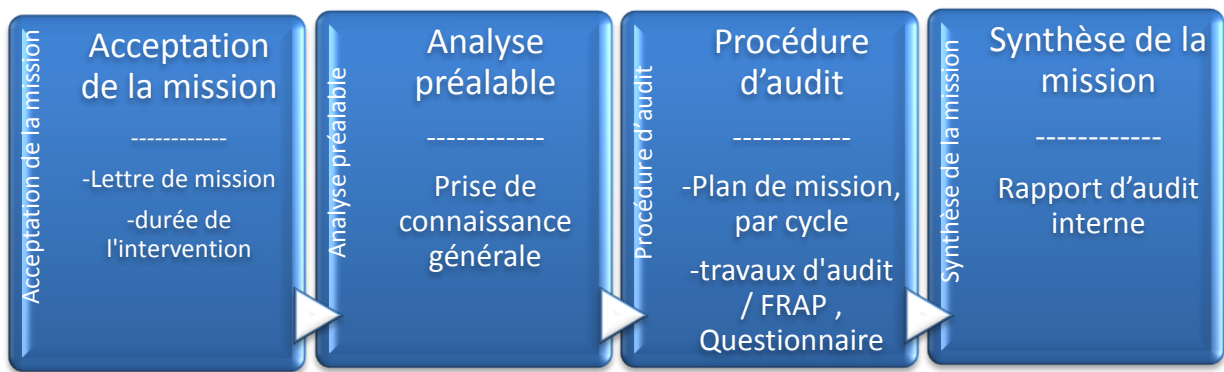 Acceptation de la mission
Acceptation
de la mission
------------
-Lettre de mission
-durée de
l'intervention
Analyse préalable
Analyse
préalable
------------
Prise de
connaissance
générale
Procédure d'audit
Procédure
d'audit
------------
-Plan de mission,
par cycle
-travaux d'audit
/ FRAP ,
Questionnaire
Synthèse de la mission
Synthèse de la
mission
------------
Rapport d'audit
interne